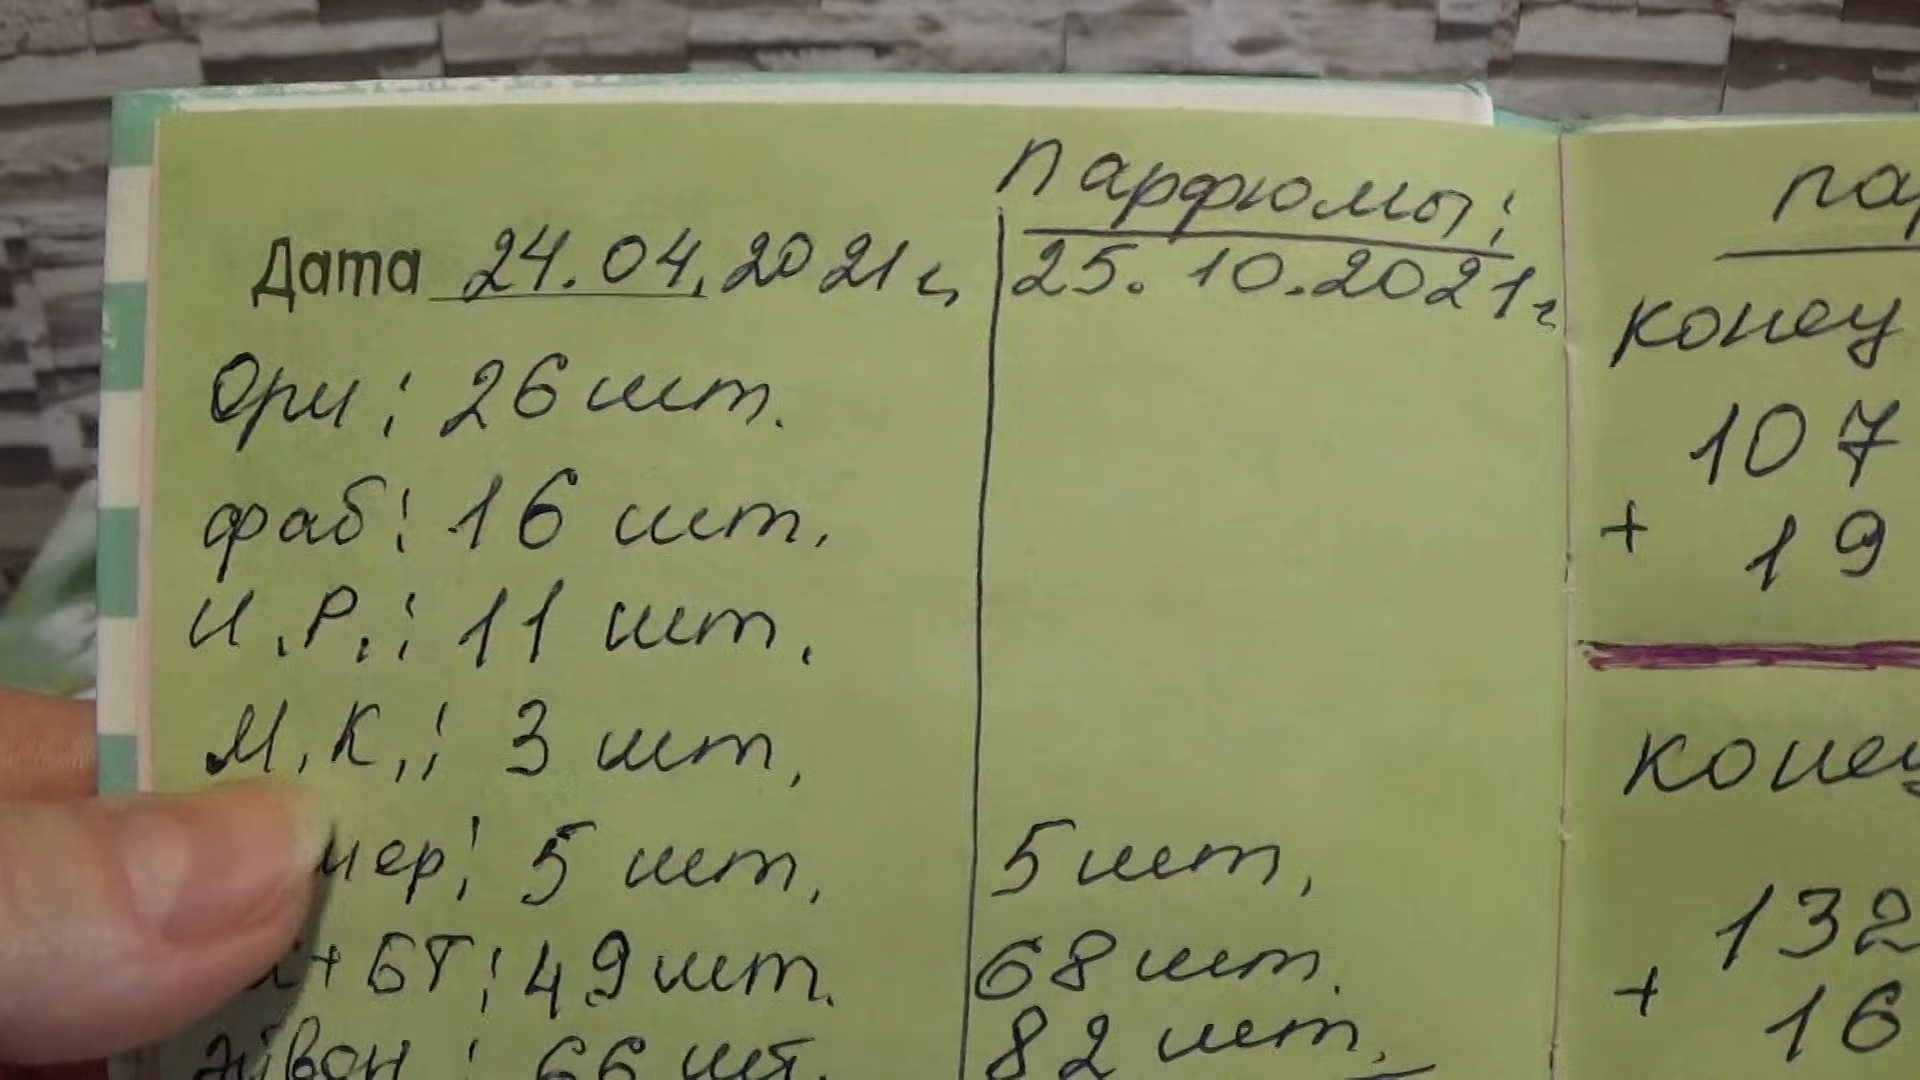 Парфюмы:
Дата 24.04.2021г. 25.10.2021г
Ори: 26 шт.
фаб: 16 шт.
И.Р.: 11 шт.
М.К.: 3 шт.
мер: 5 шт. 5 шт.
+ БТ: 49 шт. 68 шт.
эйвон: 66 шт. 82 шт.
пар
конец
107
+ 19
конец
132
+ 16